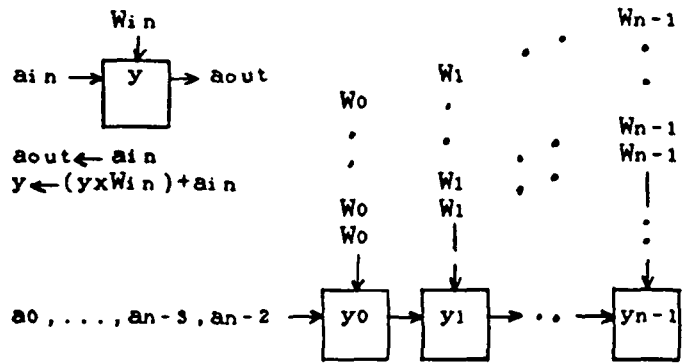 Win
ain y aout
aout← ain
y←(yxWin)+ain
Wn-1
W1
W0
Wn-1
Wn-1
W1
W1
W0
W0
a0,...,an-3,an-2 y0 y1 yn-1